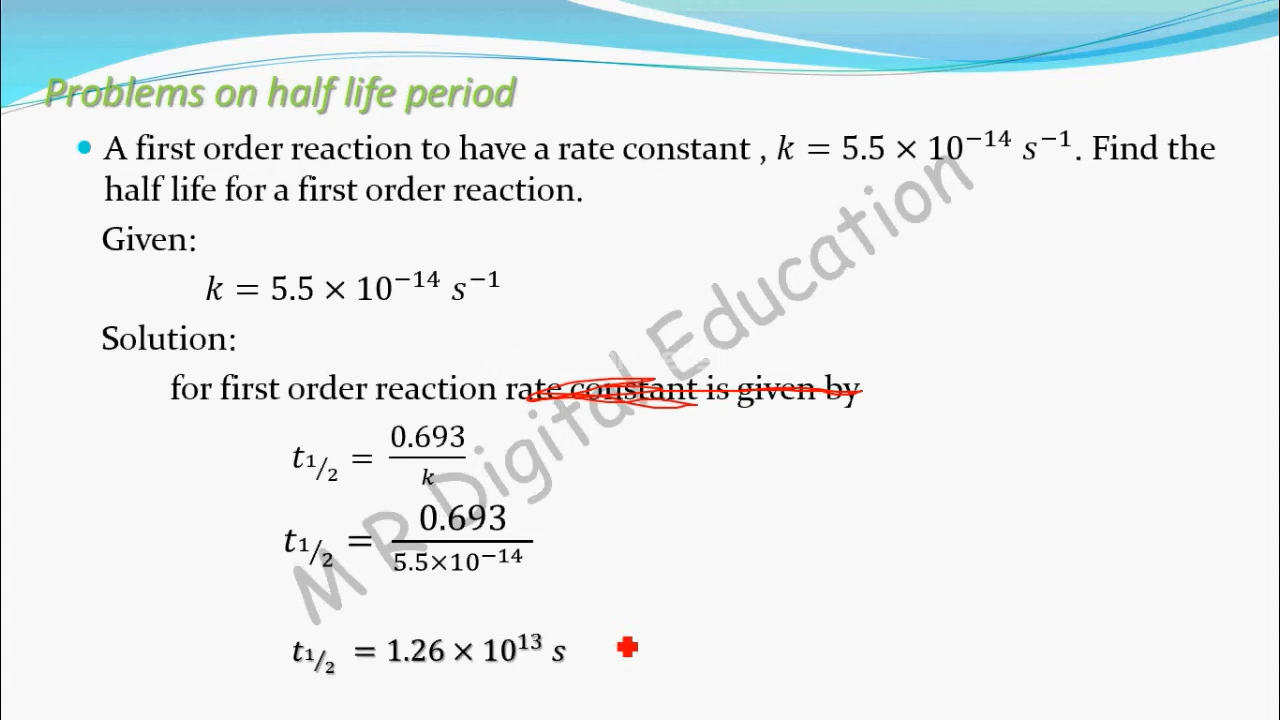 Problems on half life period
A first order reaction to have a rate constant , k = 5.5 × 10⁻¹⁴ s⁻¹. Find the
half life for a first order reaction.
Given:
k = 5.5 × 10⁻¹⁴ s⁻¹
Solution:
for first order reaction rate constant is given by
t1/2 = 0.693/k
t1/2 = 0.693/5.5×10⁻¹⁴
t1/2 = 1.26 × 10¹³ s
M R Digital Education